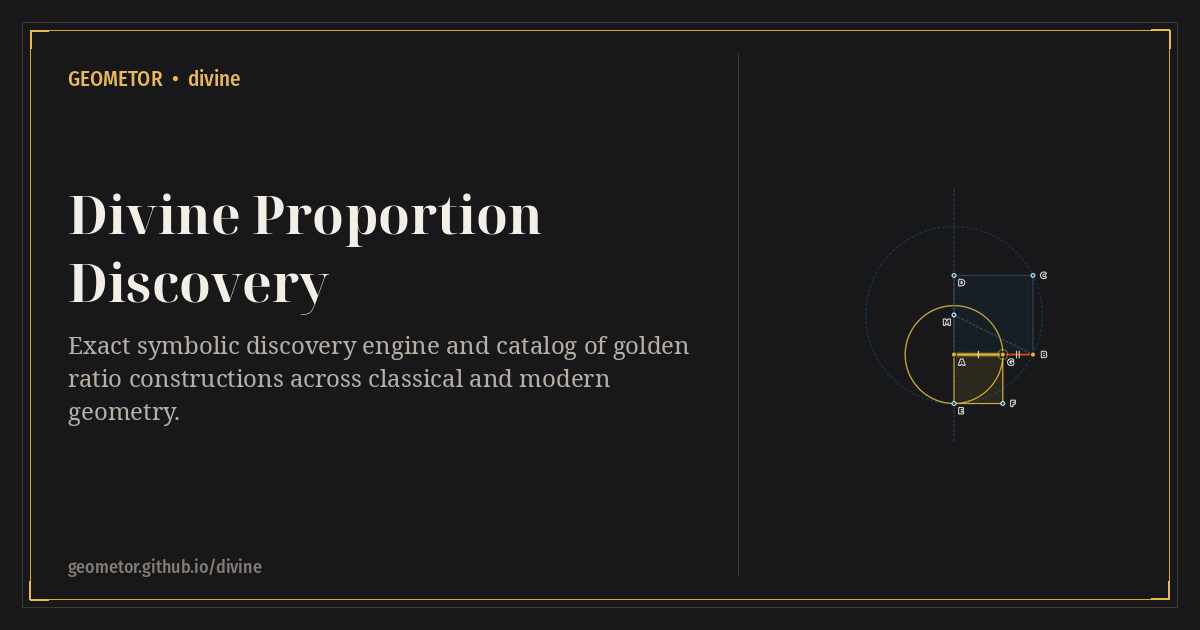 GEOMETOR • divine
Divine Proportion
Discovery
Exact symbolic discovery engine and catalog of golden
ratio constructions across classical and modern
geometry.
geometor.github.io/divine
D
C
M
A
G
B
E
F